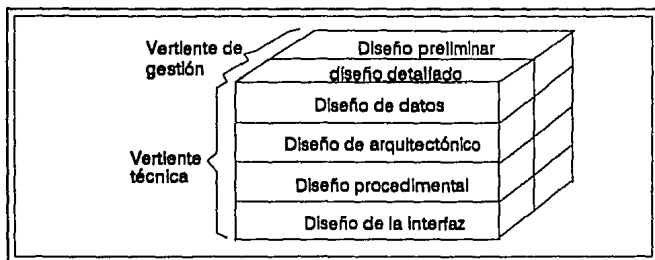 Vertiente de
gestión
Diseño preliminar
diseño detallado
Diseño de datos
Diseño de arquitectónico
Vertiente
técnica
Diseño procedimental
Diseño de la interfaz